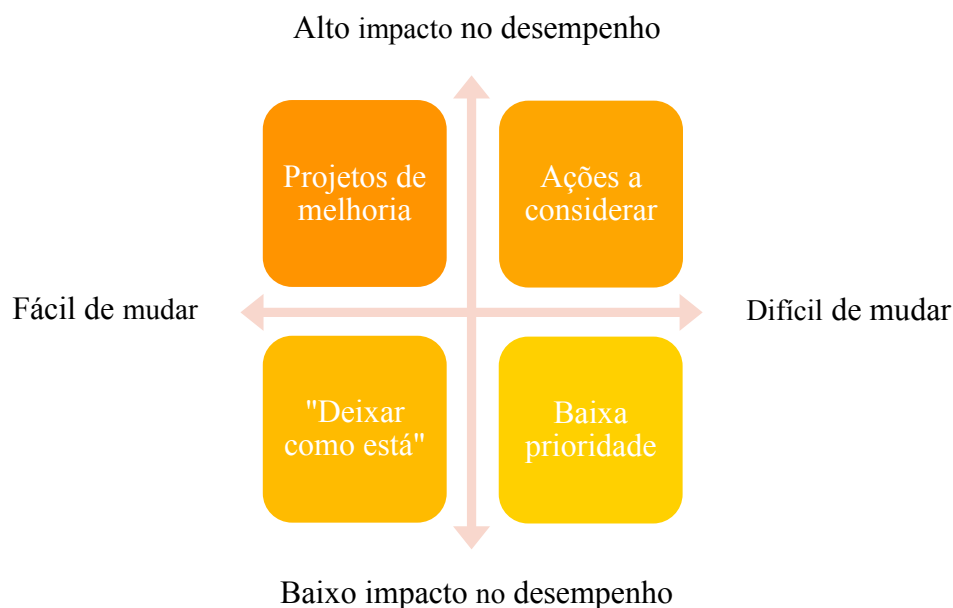 Alto impacto no desempenho
Projetos de
melhoria
Ações a
considerar
Fácil de mudar
Difícil de mudar
"Deixar
como está"
Baixa
prioridade
Baixo impacto no desempenho